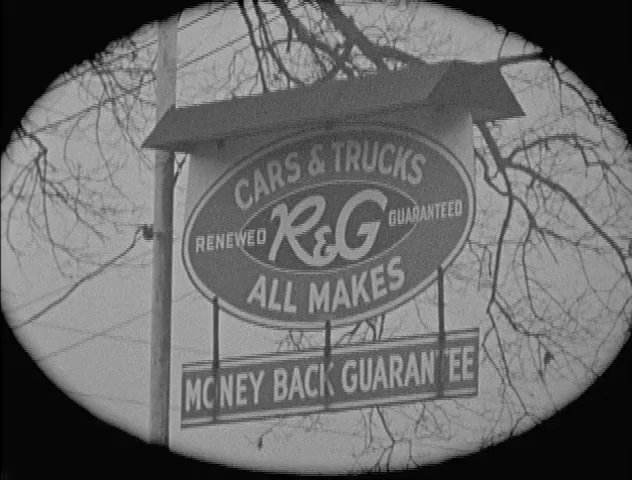 CARS & TRUCKS
RENEWED R&G GUARANTEED
ALL MAKES
MONEY BACK GUARANTEE